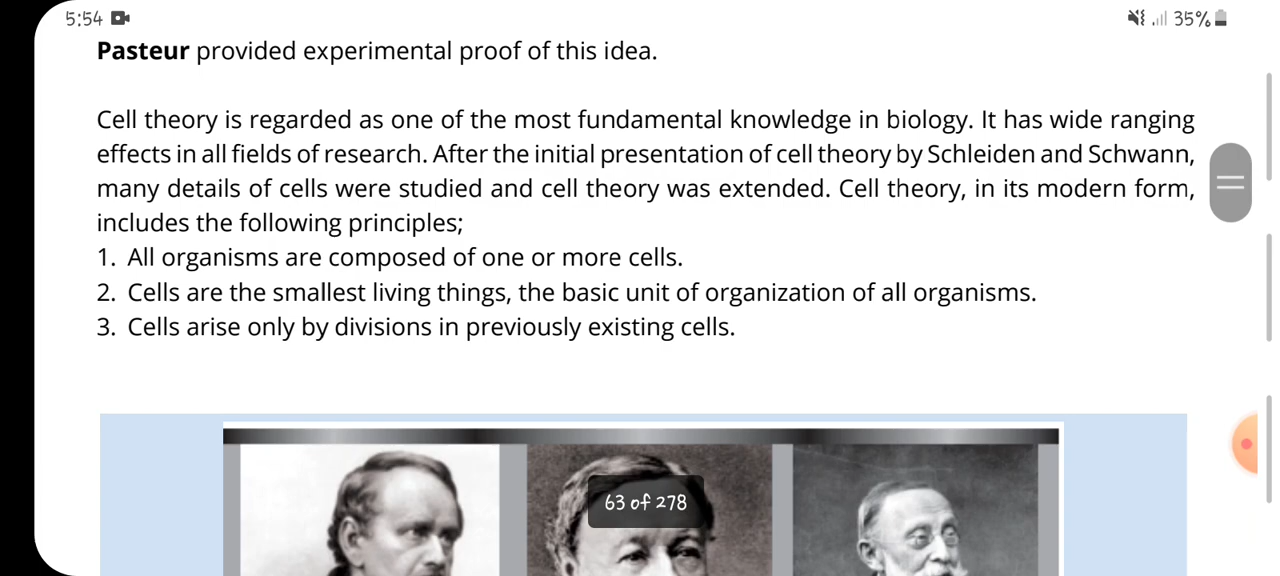 5:54
35%
Pasteur provided experimental proof of this idea.
Cell theory is regarded as one of the most fundamental knowledge in biology. It has wide ranging
effects in all fields of research. After the initial presentation of cell theory by Schleiden and Schwann,
many details of cells were studied and cell theory was extended. Cell theory, in its modern form,
includes the following principles;
1. All organisms are composed of one or more cells.
2. Cells are the smallest living things, the basic unit of organization of all organisms.
3. Cells arise only by divisions in previously existing cells.
63 of 278